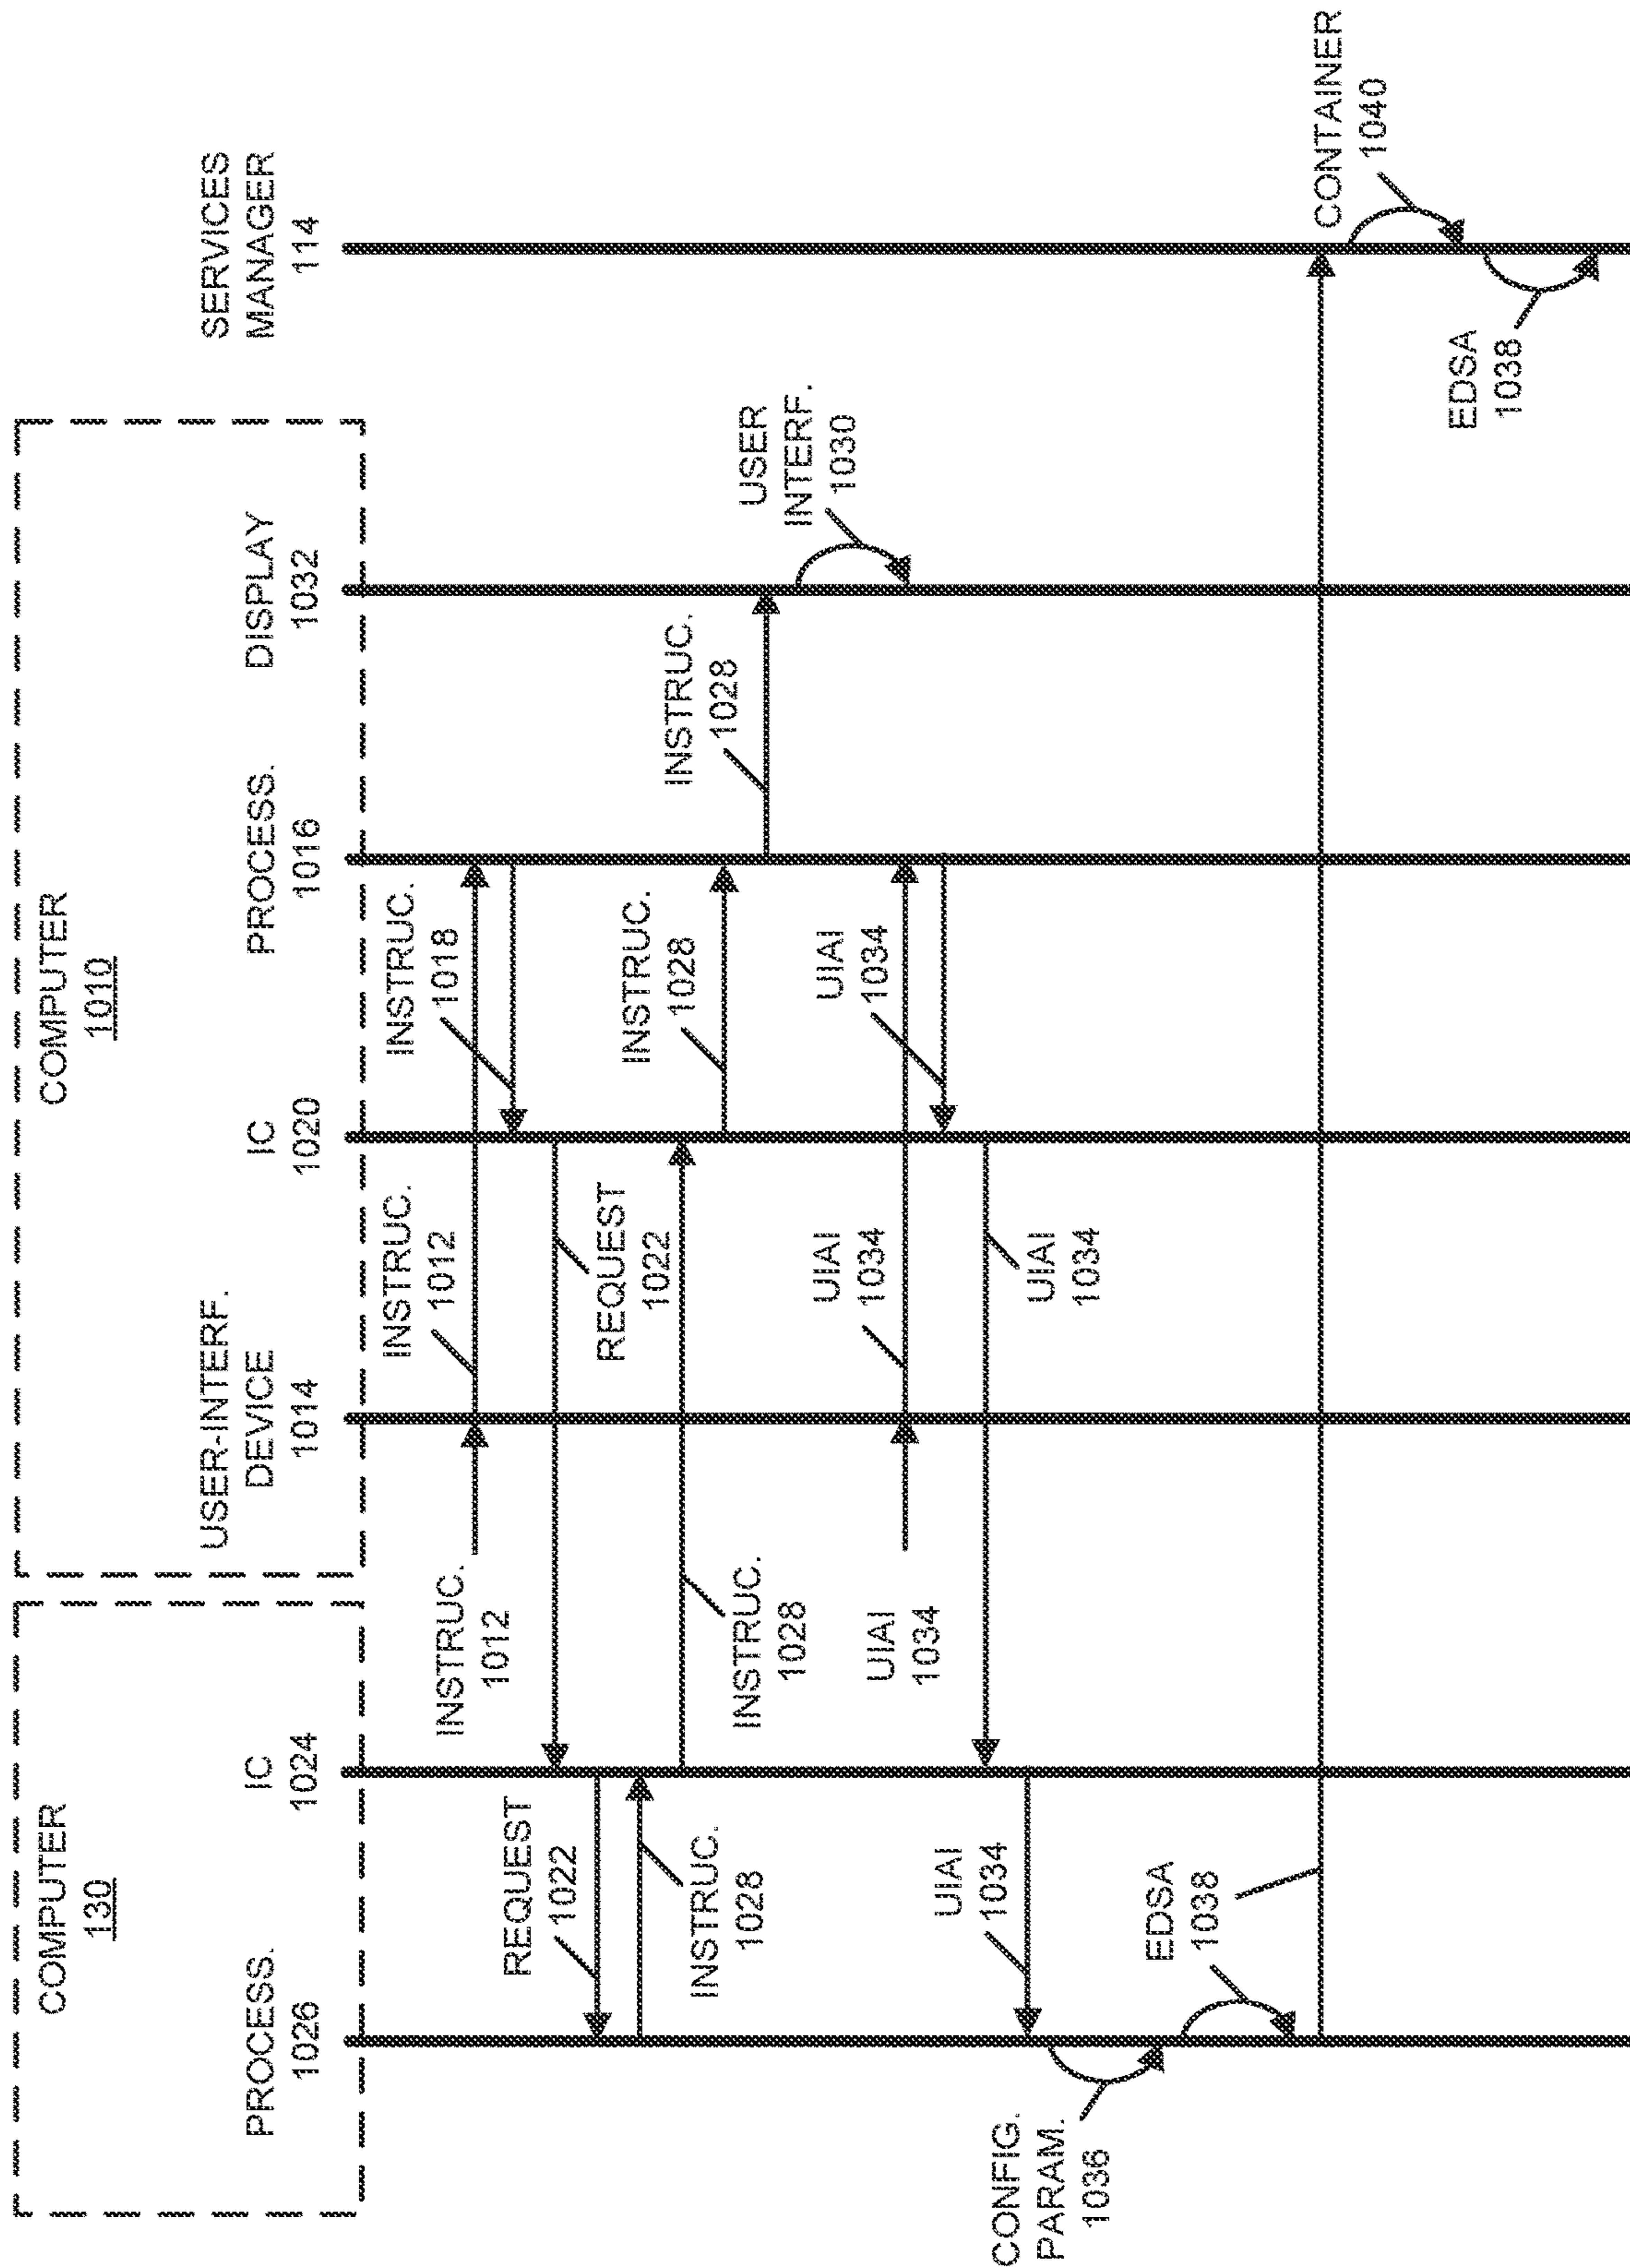 COMPUTER
130
COMPUTER
1010
PROCESS.
1026
IC
1024
USER-INTERF.
DEVICE
1014
IC
1020
PROCESS.
1016
DISPLAY
1032
SERVICES
MANAGER
114
INSTRUC.
1012
INSTRUC.
1012
INSTRUC.
1018
REQUEST
1022
REQUEST
1022
INSTRUC.
1028
INSTRUC.
1028
INSTRUC.
1028
INSTRUC.
1028
USER
INTERF.
1030
UIAI
1034
UIAI
1034
UIAI
1034
UIAI
1034
UIAI
1034
CONFIG.
PARAM.
1036
EDSA
1038
CONTAINER
1040
EDSA
1038